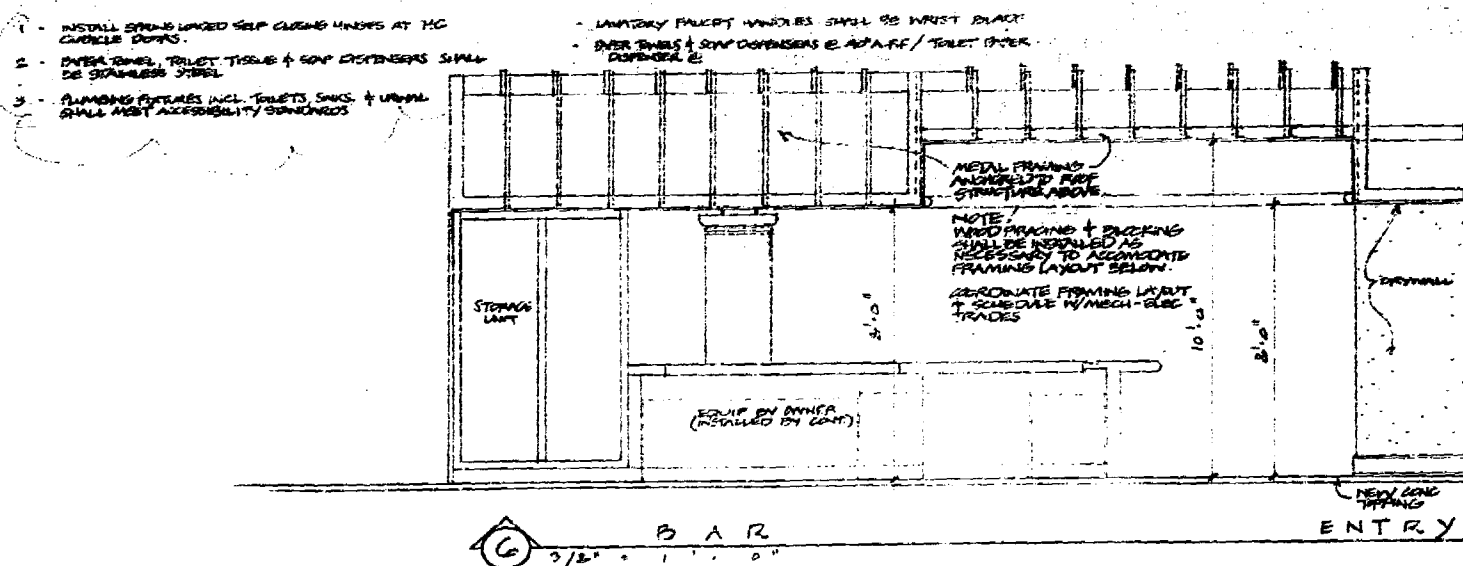 1 - INSTALL SPRING LOADED SELF CLOSING HINGES AT HC
CUBICLE DOORS.
2 - PAPER TOWEL, TOILET TISSUE & SOAP DISPENSERS SHALL
BE STAINLESS STEEL
3 - PLUMBING FIXTURES INCL. TOILETS, SINKS, & URINAL
SHALL MEET ACCESSIBILITY STANDARDS
- LAVATORY FAUCET HANDLES SHALL BE WRIST BLADE
- PAPER TOWELS & SOAP DISPENSERS @ 40" A.F.F / TOILET PAPER
DISPENSER @
METAL FRAMING
ANCHORED TO ROOF
STRUCTURE ABOVE
NOTE:
WOOD BRACING & BLOCKING
SHALL BE INSTALLED AS
NECESSARY TO ACCOMODATE
FRAMING LAYOUT BELOW.
COORDINATE FRAMING LAYOUT
& SCHEDULE W/ MECH-ELEC
TRADES
STORAGE
UNIT
8'-0"
10'-0"
8'-0"
DRYWALL
EQUIP BY OWNER
(INSTALLED BY CONT.)
NEW CONC
TOPPING
6
BAR
3/8" = 1'-0"
ENTRY